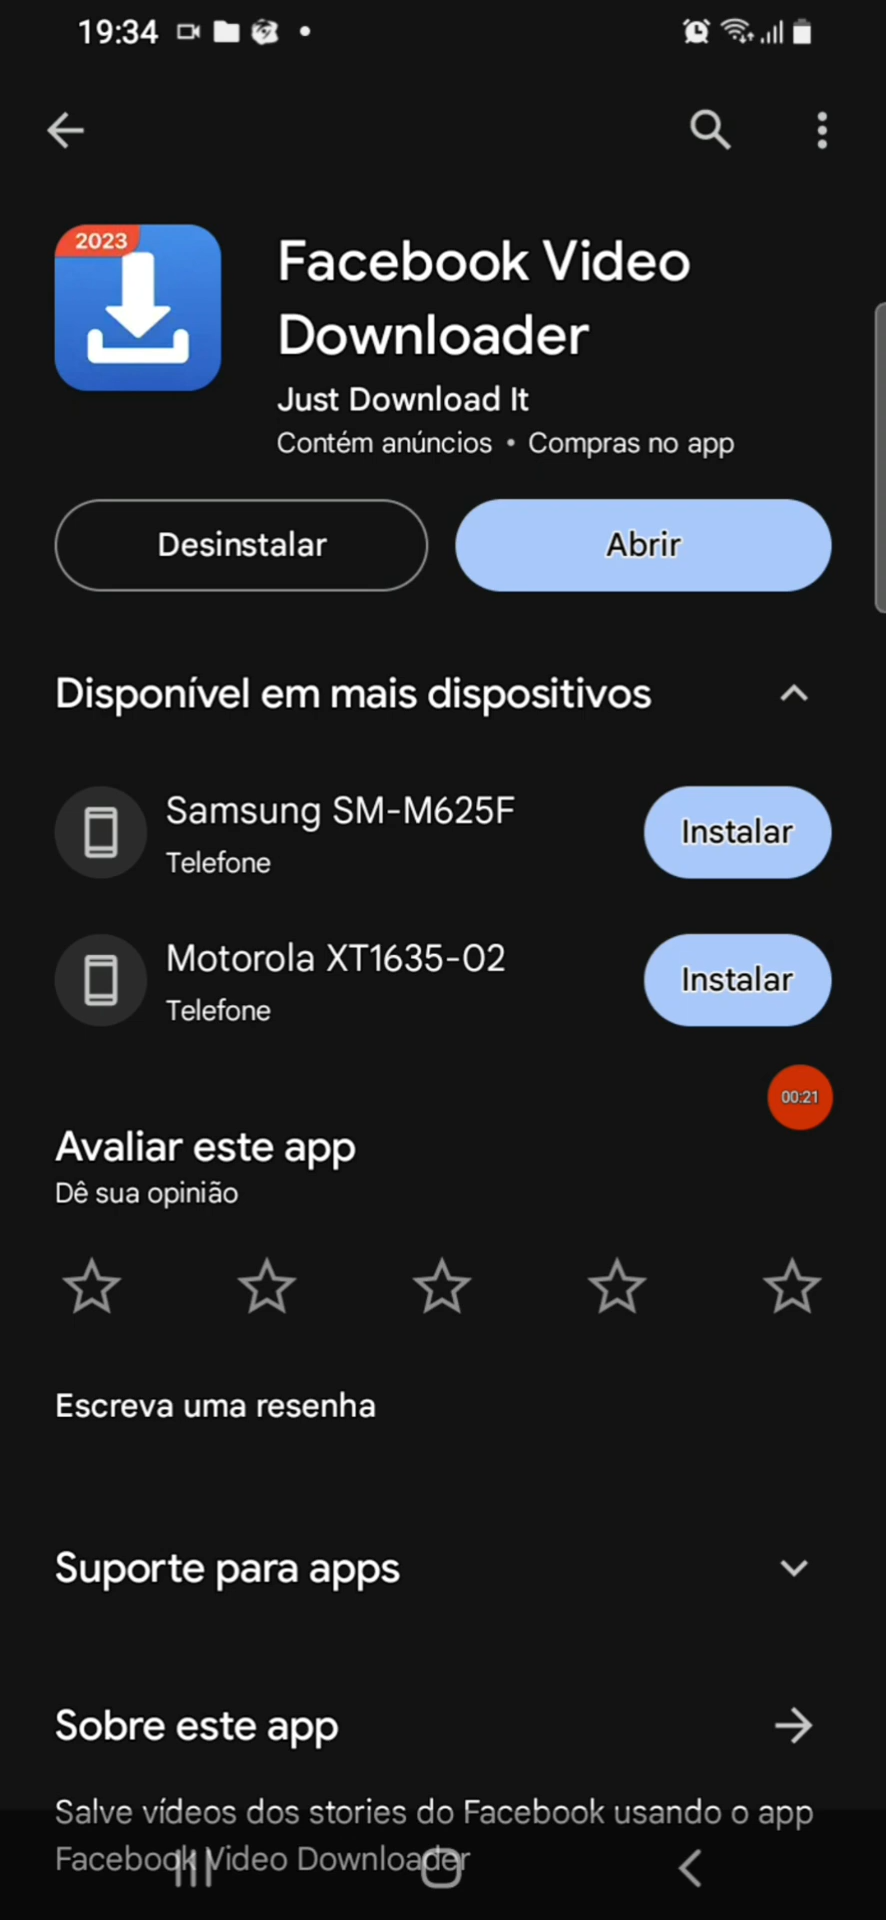 19:34
2023
Facebook Video
Downloader
Just Download It
Contém anúncios • Compras no app
Desinstalar
Abrir
Disponível em mais dispositivos
Samsung SM-M625F
Telefone
Instalar
Motorola XT1635-02
Telefone
Instalar
00:21
Avaliar este app
Dê sua opinião
Escreva uma resenha
Suporte para apps
Sobre este app
Salve vídeos dos stories do Facebook usando o app
Facebook Video Downloader